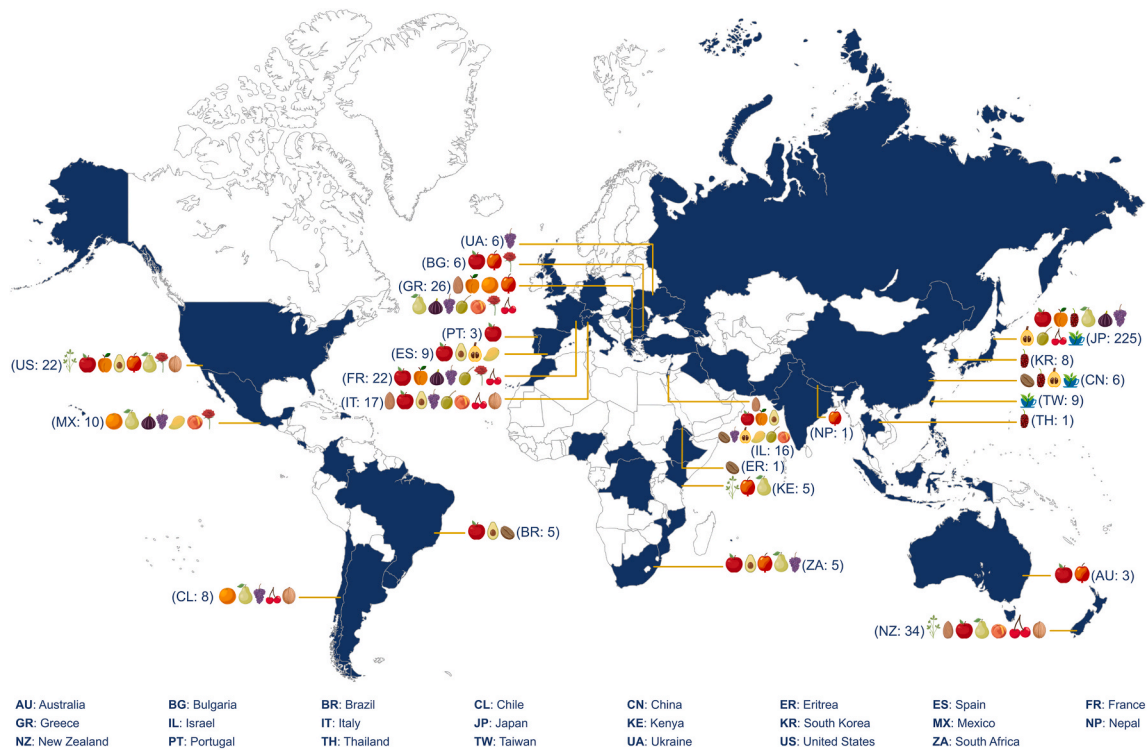 (UA: 6)
(BG: 6)
(GR: 26)
(PT: 3)
(ES: 9)
(FR: 22)
(IT: 17)
(US: 22)
(MX: 10)
(JP: 225)
(KR: 8)
(CN: 6)
(TW: 9)
(TH: 1)
(NP: 1)
(IL: 16)
(ER: 1)
(KE: 5)
(BR: 5)
(ZA: 5)
(AU: 3)
(CL: 8)
(NZ: 34)
AU: Australia BG: Bulgaria BR: Brazil CL: Chile CN: China ER: Eritrea ES: Spain FR: France
GR: Greece IL: Israel IT: Italy JP: Japan KE: Kenya KR: South Korea MX: Mexico NP: Nepal
NZ: New Zealand PT: Portugal TH: Thailand TW: Taiwan UA: Ukraine US: United States ZA: South Africa